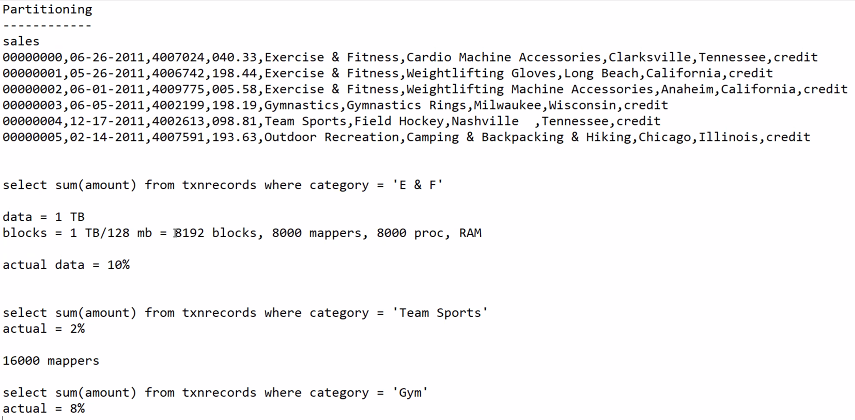 Partitioning
------------
sales
00000000,06-26-2011,4007024,040.33,Exercise & Fitness,Cardio Machine Accessories,Clarksville,Tennessee,credit
00000001,05-26-2011,4006742,198.44,Exercise & Fitness,Weightlifting Gloves,Long Beach,California,credit
00000002,06-01-2011,4009775,005.58,Exercise & Fitness,Weightlifting Machine Accessories,Anaheim,California,credit
00000003,06-05-2011,4002199,198.19,Gymnastics,Gymnastics Rings,Milwaukee,Wisconsin,credit
00000004,12-17-2011,4002613,098.81,Team Sports,Field Hockey,Nashville  ,Tennessee,credit
00000005,02-14-2011,4007591,193.63,Outdoor Recreation,Camping & Backpacking & Hiking,Chicago,Illinois,credit
select sum(amount) from txnrecords where category = 'E & F'
data = 1 TB
blocks = 1 TB/128 mb = 8192 blocks, 8000 mappers, 8000 proc, RAM
actual data = 10%
select sum(amount) from txnrecords where category = 'Team Sports'
actual = 2%
16000 mappers
select sum(amount) from txnrecords where category = 'Gym'
actual = 8%